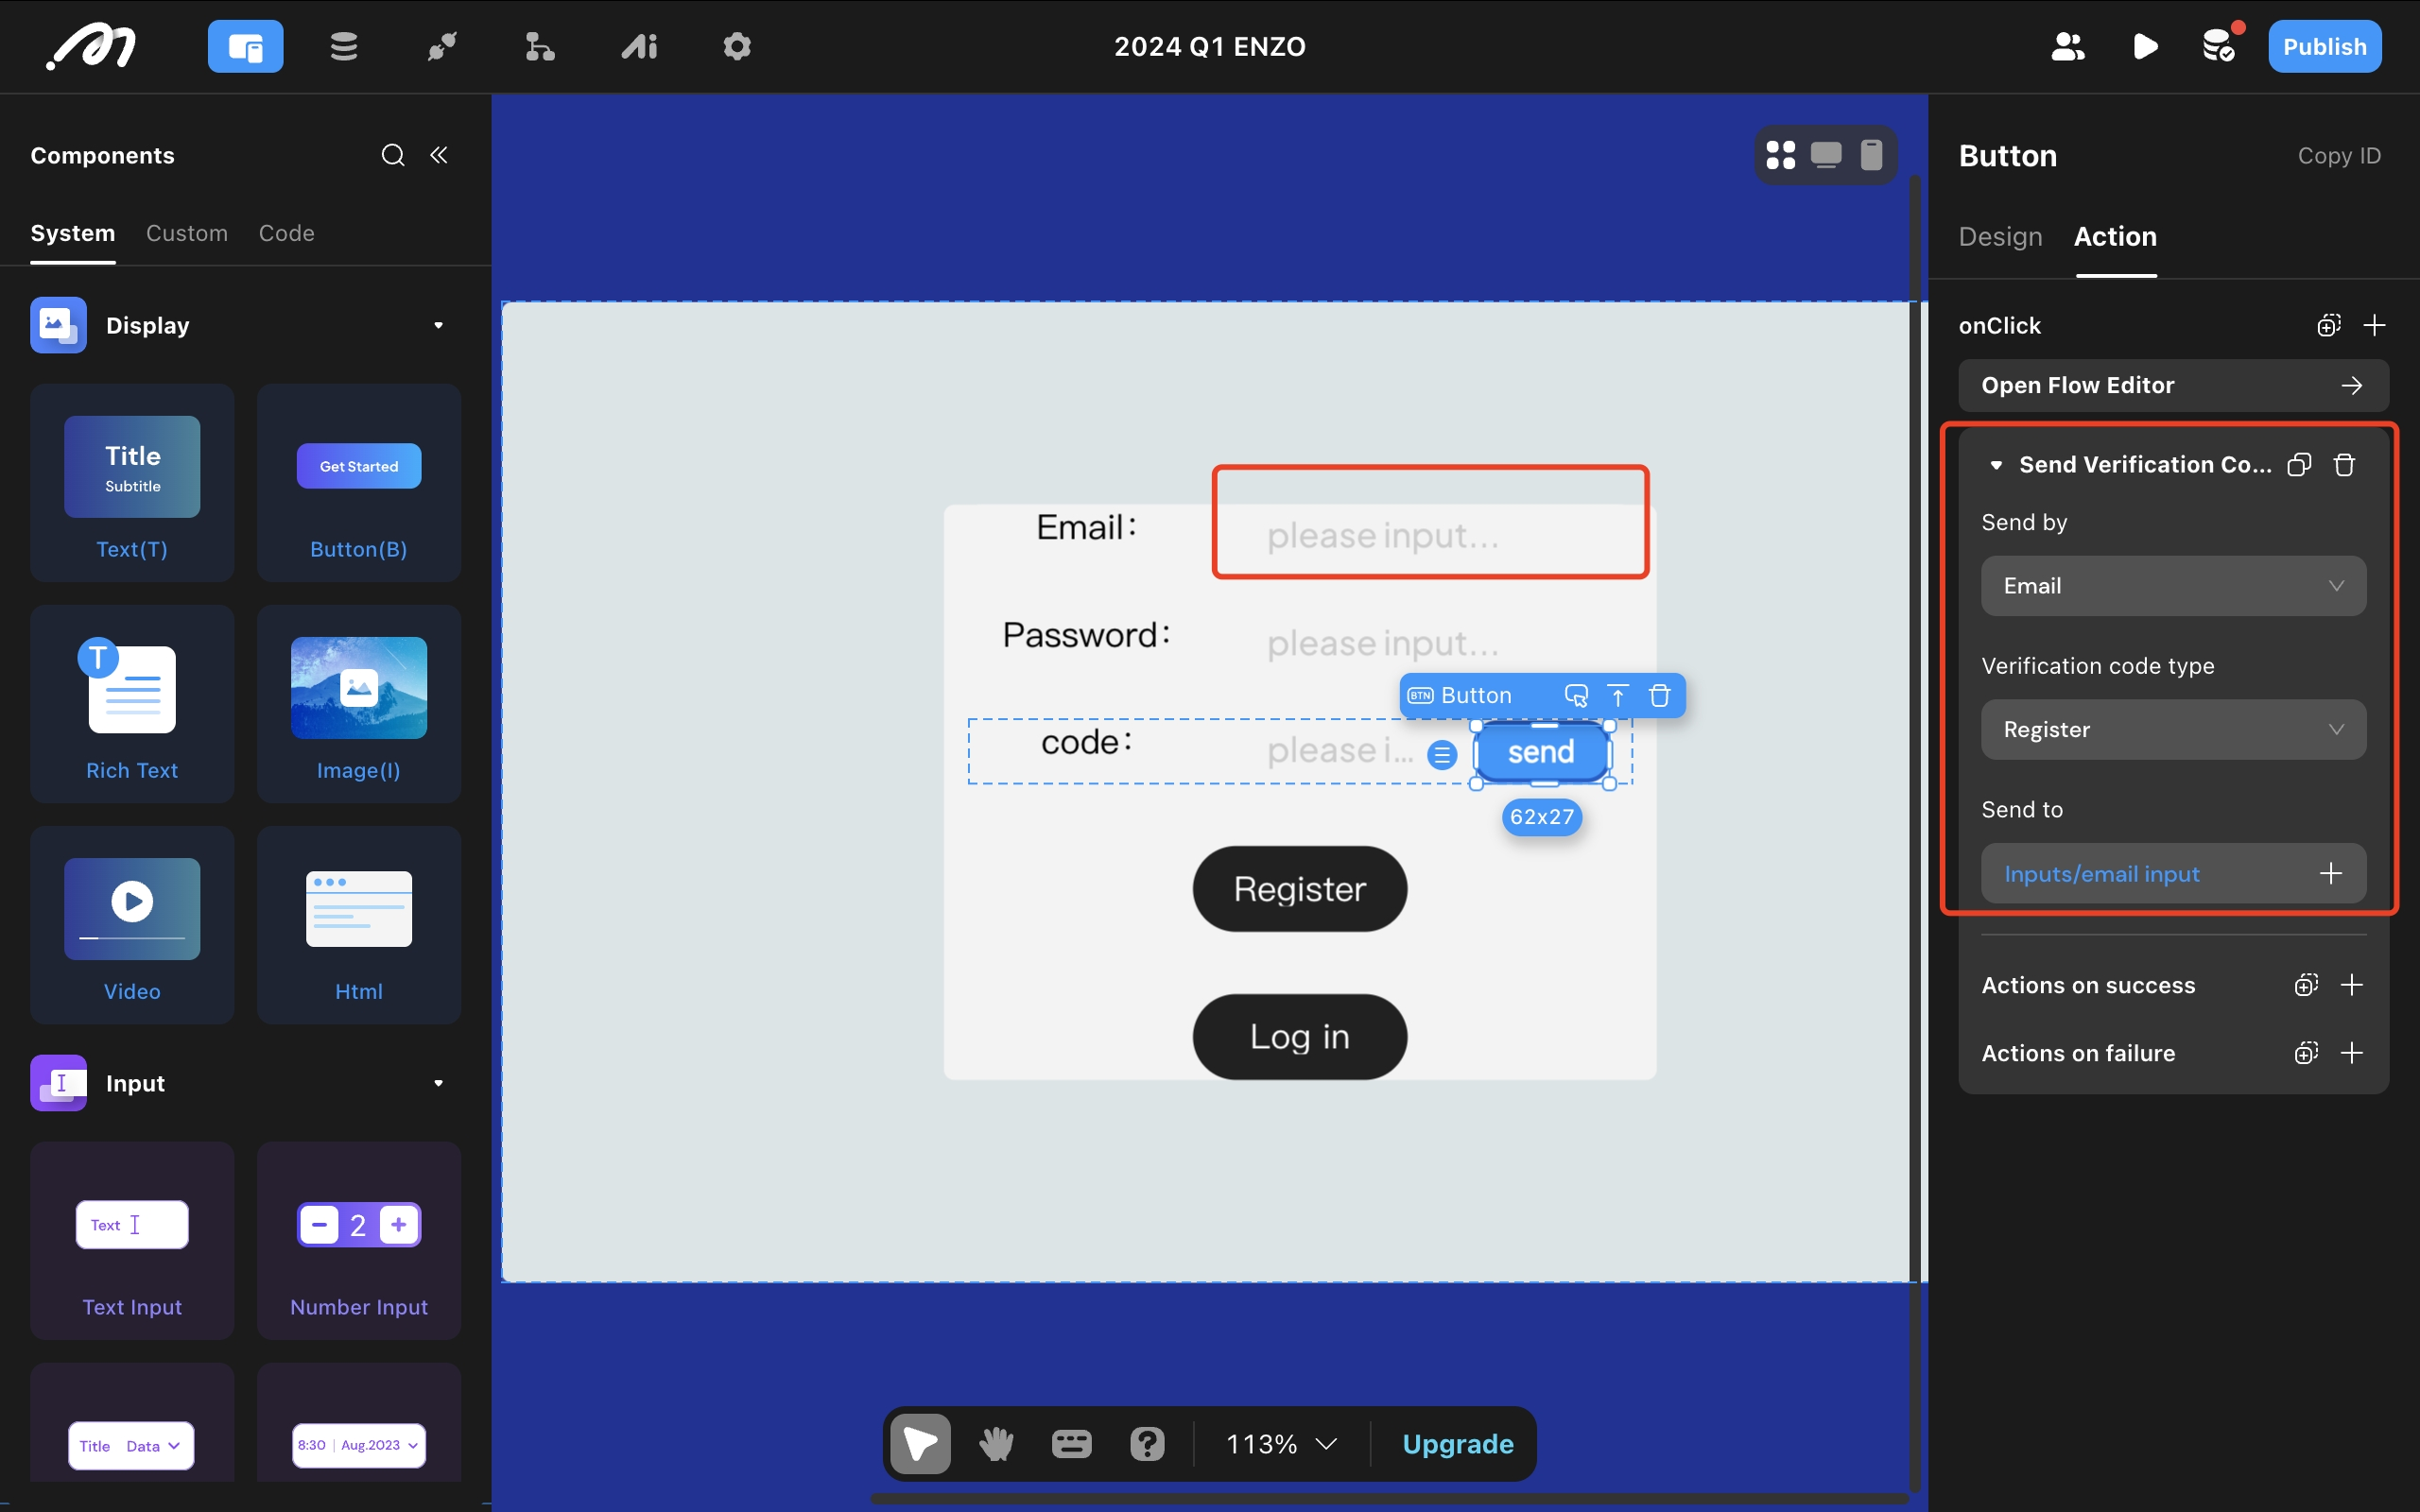 2024 Q1 ENZO
Publish
Components
System Custom Code
Display
Title
Subtitle
Text(T)
Get Started
Button(B)
T
Rich Text
Image(I)
Video
Html
Input
Text
Text Input
2
Number Input
Title Data
8:30 Aug.2023
Email:
please input...
Password:
please input...
BTN Button
code:
please i...
send
62x27
Register
Log in
113%
Upgrade
Button
Copy ID
Design Action
onClick
Open Flow Editor
Send Verification Co...
Send by
Email
Verification code type
Register
Send to
Inputs/email input
Actions on success
Actions on failure